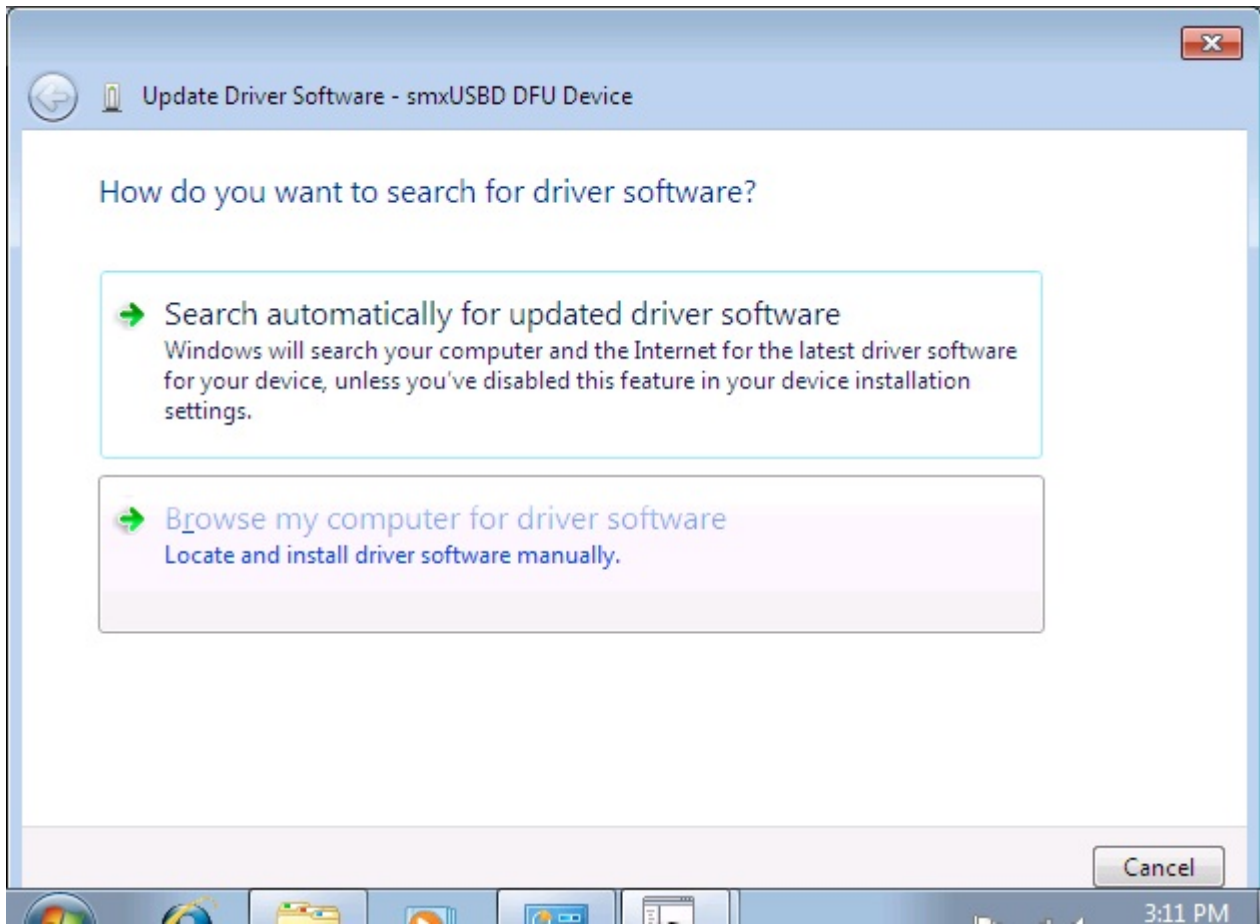 Update Driver Software - smxUSBD DFU Device
How do you want to search for driver software?
Search automatically for updated driver software
Windows will search your computer and the Internet for the latest driver software
for your device, unless you've disabled this feature in your device installation
settings.
Browse my computer for driver software
Locate and install driver software manually.
Cancel
3:11 PM